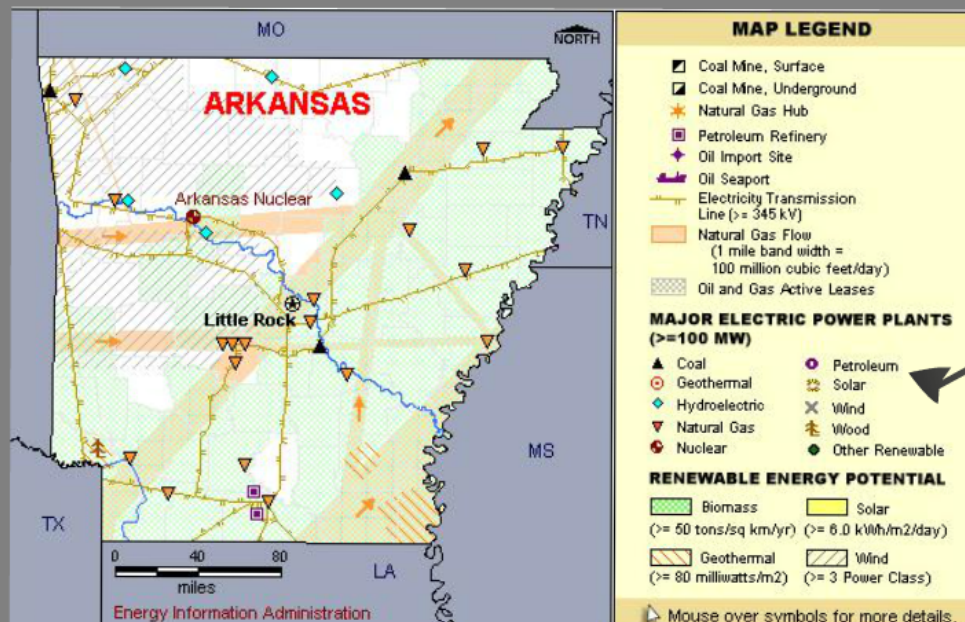 MO
NORTH
ARKANSAS
Arkansas Nuclear
TN
Little Rock
MS
TX
LA
0 40 80
miles
Energy Information Administration
MAP LEGEND
Coal Mine, Surface
Coal Mine, Underground
Natural Gas Hub
Petroleum Refinery
Oil Import Site
Oil Seaport
Electricity Transmission
Line (>= 345 kV)
Natural Gas Flow
(1 mile band width =
100 million cubic feet/day)
Oil and Gas Active Leases
MAJOR ELECTRIC POWER PLANTS
(>=100 MW)
Coal
Geothermal
Hydroelectric
Natural Gas
Nuclear
Petroleum
Solar
Wind
Wood
Other Renewable
RENEWABLE ENERGY POTENTIAL
Biomass
(>= 50 tons/sq km/yr)
Solar
(>= 6.0 kWh/m2/day)
Geothermal
(>= 80 milliwatts/m2)
Wind
(>= 3 Power Class)
Mouse over symbols for more details.